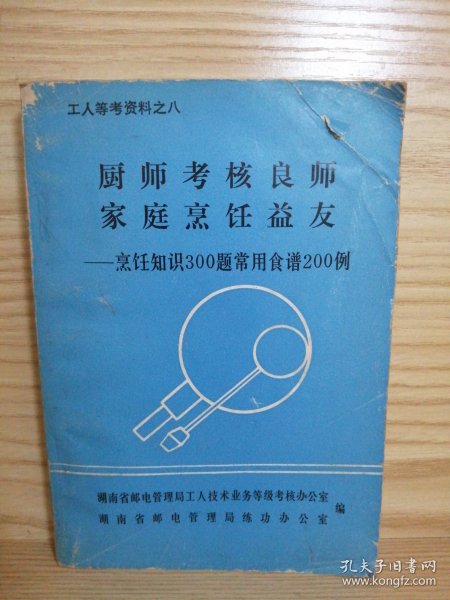 工人等考资料之八
厨师考核良师
家庭烹饪益友
——烹饪知识300题常用食谱200例
湖南省邮电管理局工人技术业务等级考核办公室
湖南省邮电管理局练功办公室
编
孔夫子旧书网
www.kongfz.com